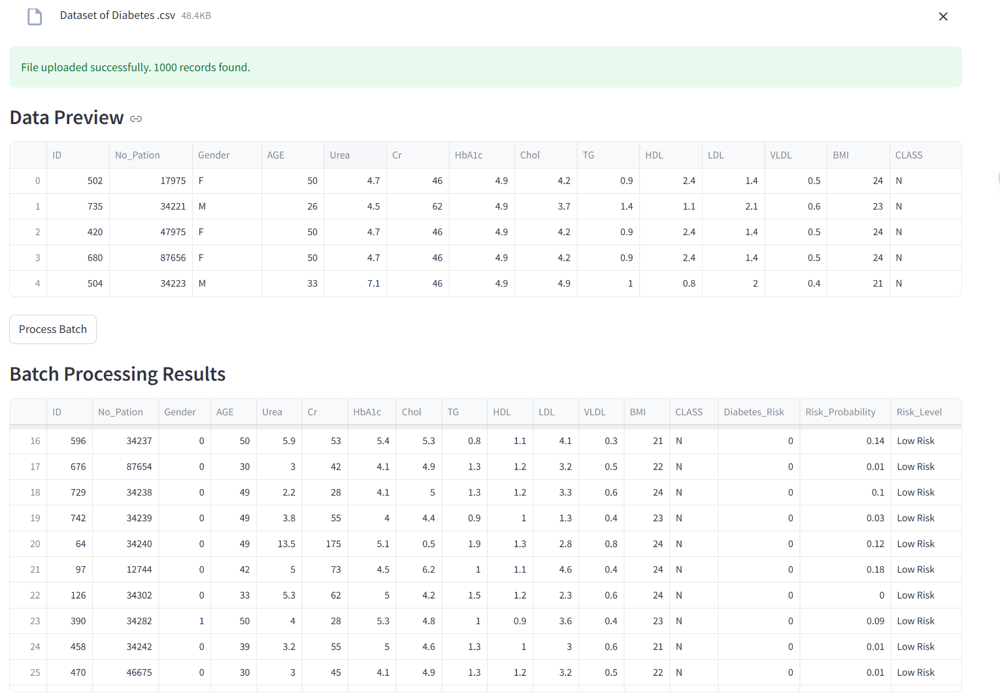 Dataset of Diabetes .csv 48.4KB
File uploaded successfully. 1000 records found.
Data Preview
ID No_Pation Gender AGE Urea Cr HbA1c Chol TG HDL LDL VLDL BMI CLASS
0 502 17975 F 50 4.7 46 4.9 4.2 0.9 2.4 1.4 0.5 24 N
1 735 34221 M 26 4.5 62 4.9 3.7 1.4 1.1 2.1 0.6 23 N
2 420 47975 F 50 4.7 46 4.9 4.2 0.9 2.4 1.4 0.5 24 N
3 680 87656 F 50 4.7 46 4.9 4.2 0.9 2.4 1.4 0.5 24 N
4 504 34223 M 33 7.1 46 4.9 4.9 1 0.8 2 0.4 21 N
Process Batch
Batch Processing Results
ID No_Pation Gender AGE Urea Cr HbA1c Chol TG HDL LDL VLDL BMI CLASS Diabetes_Risk Risk_Probability Risk_Level
16 596 34237 0 50 5.9 53 5.4 5.3 0.8 1.1 4.1 0.3 21 N 0 0.14 Low Risk
17 676 87654 0 30 3 42 4.1 4.9 1.3 1.2 3.2 0.5 22 N 0 0.01 Low Risk
18 729 34238 0 49 2.2 28 4.1 5 1.3 1.2 3.3 0.6 24 N 0 0.1 Low Risk
19 742 34239 0 49 3.8 55 4 4.4 0.9 1 1.3 0.4 23 N 0 0.03 Low Risk
20 64 34240 0 49 13.5 175 5.1 0.5 1.9 1.3 2.8 0.8 24 N 0 0.12 Low Risk
21 97 12744 0 42 5 73 4.5 6.2 1 1.1 4.6 0.4 24 N 0 0.18 Low Risk
22 126 34302 0 33 5.3 62 5 4.2 1.5 1.2 2.3 0.6 24 N 0 0 Low Risk
23 390 34282 1 50 4 28 5.3 4.8 1 0.9 3.6 0.4 23 N 0 0.09 Low Risk
24 458 34242 0 39 3.2 55 5 4.6 1.3 1 3 0.6 21 N 0 0.01 Low Risk
25 470 46675 0 30 3 45 4.1 4.9 1.3 1.2 3.2 0.5 22 N 0 0.01 Low Risk